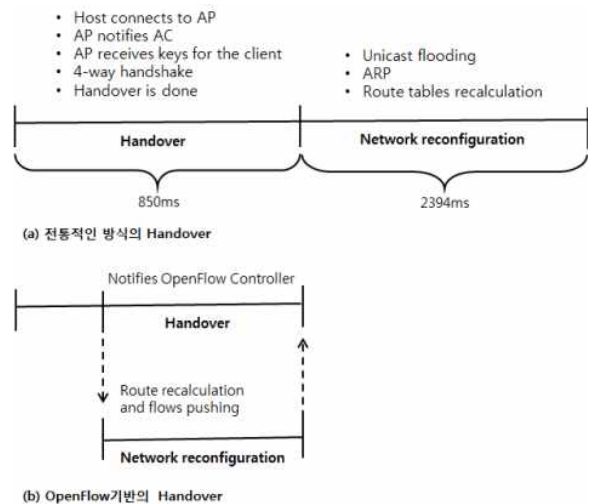 • Host connects to AP
• AP notifies AC
• AP receives keys for the client
• 4-way handshake
• Handover is done
• Unicast flooding
• ARP
• Route tables recalculation
Handover
Network reconfiguration
850ms
2394ms
(a) 전통적인 방식의 Handover
Notifies OpenFlow Controller
Handover
Route recalculation
and flows pushing
Network reconfiguration
(b) OpenFlow기반의 Handover